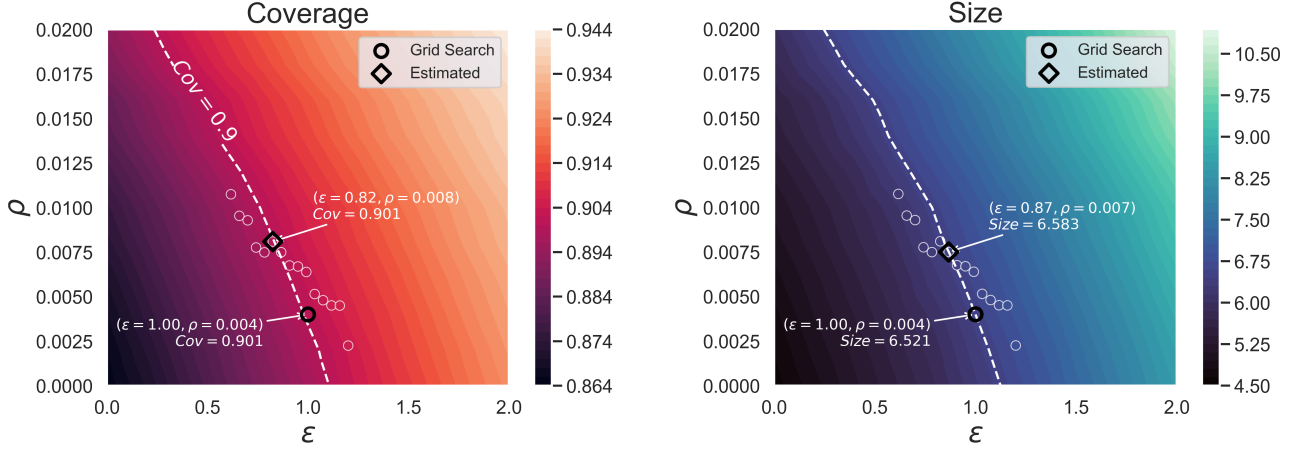 Coverage
0.0200
0.0175
0.0150
0.0125
0.0100
0.0075
0.0050
0.0025
0.0000
ρ
0.0
0.5
1.0
1.5
2.0
ε
Grid Search
Estimated
Cov = 0.9
(ε = 0.82, ρ = 0.008)
Cov = 0.901
(ε = 1.00, ρ = 0.004)
Cov = 0.901
0.944
0.934
0.924
0.914
0.904
0.894
0.884
0.874
0.864
Size
0.0200
0.0175
0.0150
0.0125
0.0100
0.0075
0.0050
0.0025
0.0000
ρ
0.0
0.5
1.0
1.5
2.0
ε
Grid Search
Estimated
(ε = 0.87, ρ = 0.007)
Size = 6.583
(ε = 1.00, ρ = 0.004)
Size = 6.521
10.50
9.75
9.00
8.25
7.50
6.75
6.00
5.25
4.50